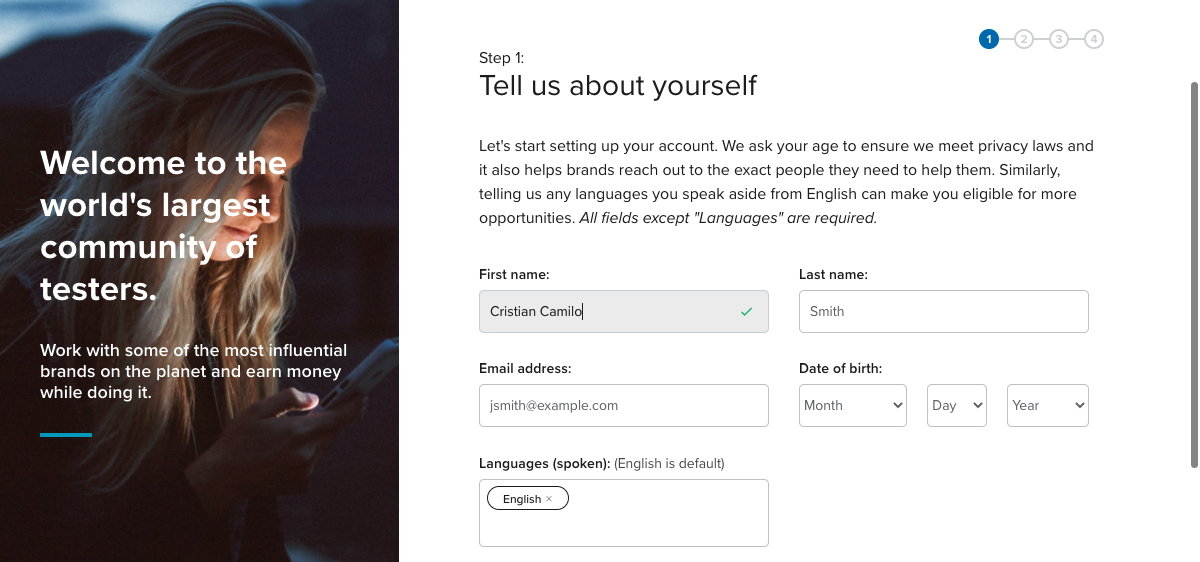 Welcome to the
world's largest
community of
testers.
Work with some of the most influential
brands on the planet and earn money
while doing it.
1 2 3 4
Step 1:
Tell us about yourself
Let's start setting up your account. We ask your age to ensure we meet privacy laws and
it also helps brands reach out to the exact people they need to help them. Similarly,
telling us any languages you speak aside from English can make you eligible for more
opportunities. All fields except "Languages" are required.
First name: Last name:
Cristian Camilo Smith
Email address: Date of birth:
jsmith@example.com Month Day Year
Languages (spoken): (English is default)
English ×